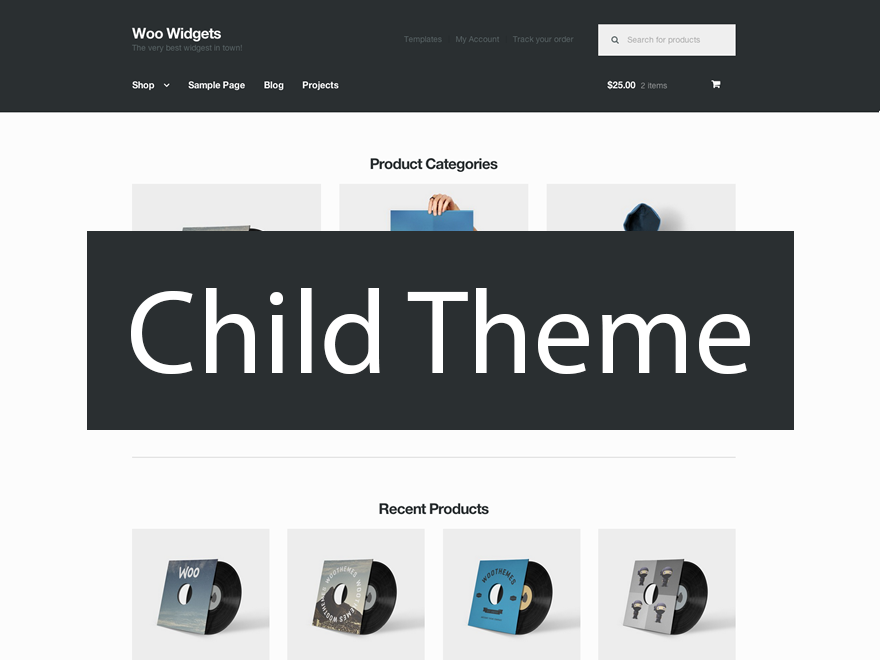 Woo Widgets
The very best widgest in town!
Templates My Account Track your order
Search for products
Shop Sample Page Blog Projects
$25.00 2 items
Product Categories
Child Theme
Recent Products
WOO
WOOTHEMES
WOOTHEMES